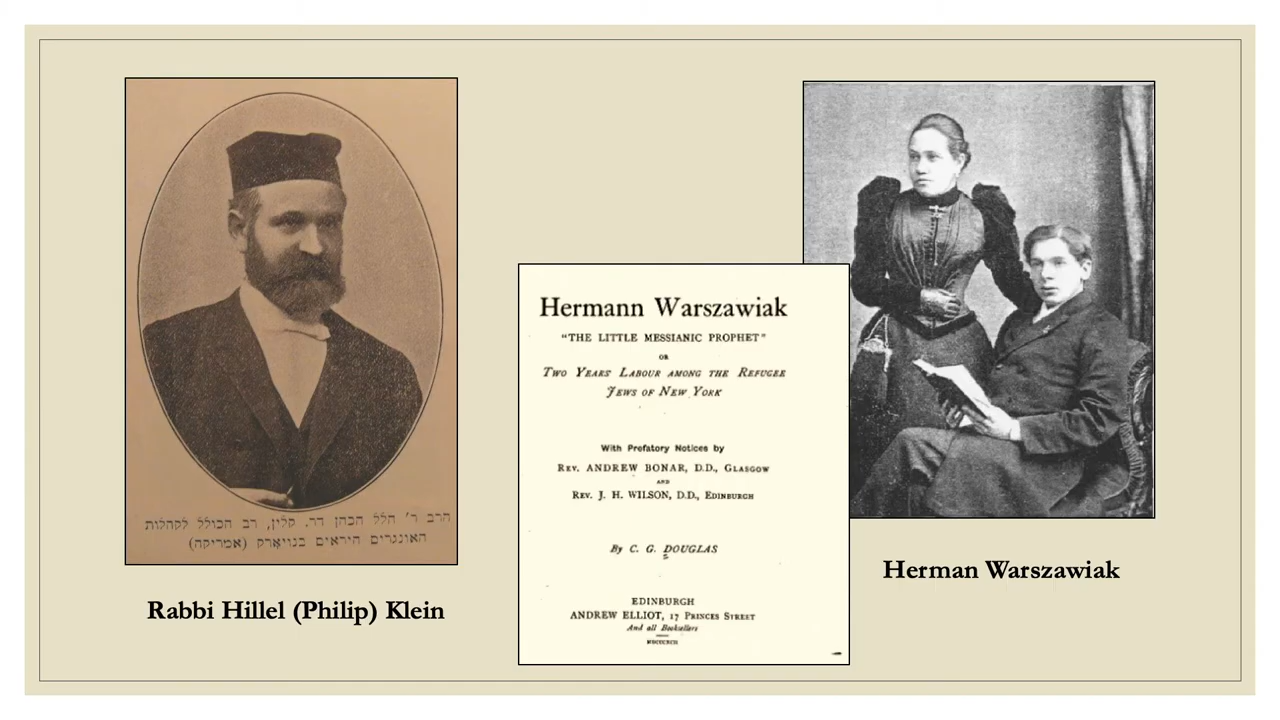 הרב ר' הלל הכהן דר. קליין, רב הכולל לקהלות
האונגרים היראים בנויארק (אמריקה)
Rabbi Hillel (Philip) Klein
Hermann Warszawiak
"THE LITTLE MESSIANIC PROPHET"
OR
TWO YEARS' LABOUR AMONG THE REFUGEE
JEWS OF NEW YORK
With Prefatory Notices by
REV. ANDREW BONAR, D.D., GLASGOW
AND
REV. J. H. WILSON, D.D., EDINBURGH
By C. G. DOUGLAS
EDINBURGH
ANDREW ELLIOT, 17 PRINCES STREET
And all Booksellers
MDCCCXCII
Herman Warszawiak